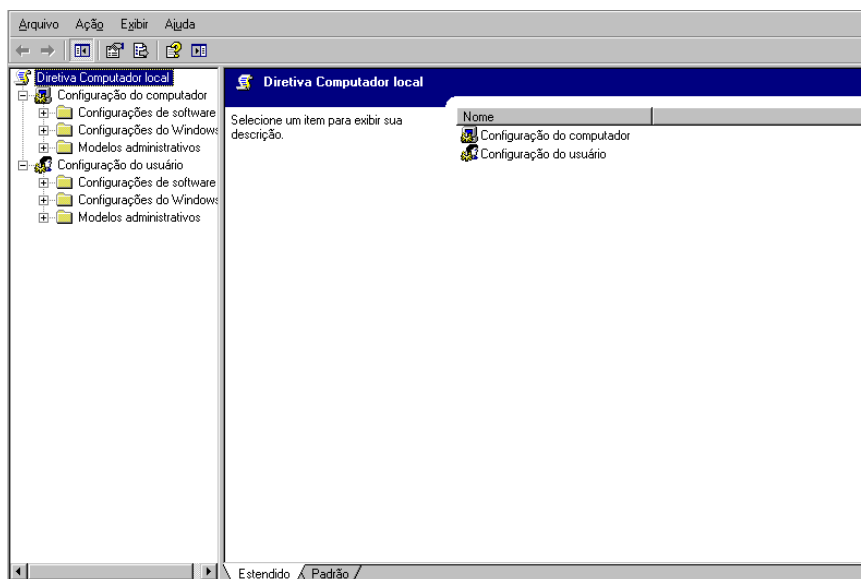 Arquivo Ação Exibir Ajuda
Diretiva Computador local
Configuração do computador
Configurações de software
Configurações do Windows
Modelos administrativos
Configuração do usuário
Configurações de software
Configurações do Windows
Modelos administrativos
Diretiva Computador local
Selecione um item para exibir sua
descrição.
Nome
Configuração do computador
Configuração do usuário
Estendido Padrão